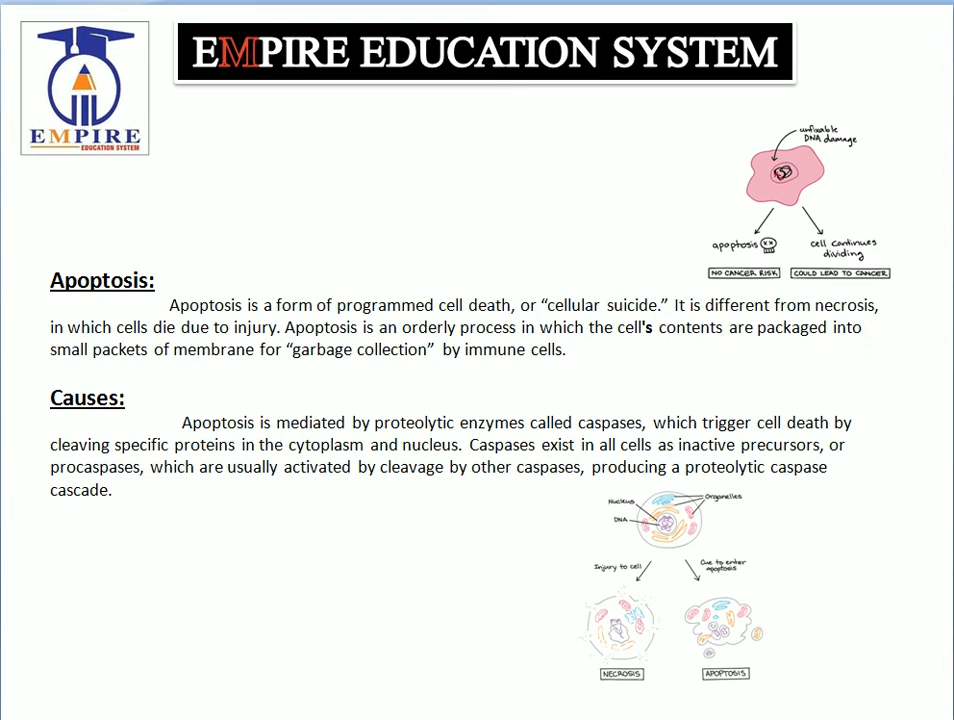 EMPIRE EDUCATION SYSTEM
EMPIRE
EDUCATION SYSTEM
unfixable
DNA damage
apoptosis
cell continues
dividing
NO CANCER RISK
COULD LEAD TO CANCER
Apoptosis:
Apoptosis is a form of programmed cell death, or “cellular suicide.” It is different from necrosis,
in which cells die due to injury. Apoptosis is an orderly process in which the cell's contents are packaged into
small packets of membrane for “garbage collection” by immune cells.
Causes:
Apoptosis is mediated by proteolytic enzymes called caspases, which trigger cell death by
cleaving specific proteins in the cytoplasm and nucleus. Caspases exist in all cells as inactive precursors, or
procaspases, which are usually activated by cleavage by other caspases, producing a proteolytic caspase
cascade.
Nucleus
Organelles
DNA
Injury to cell
Cue to enter
apoptosis
NECROSIS
APOPTOSIS